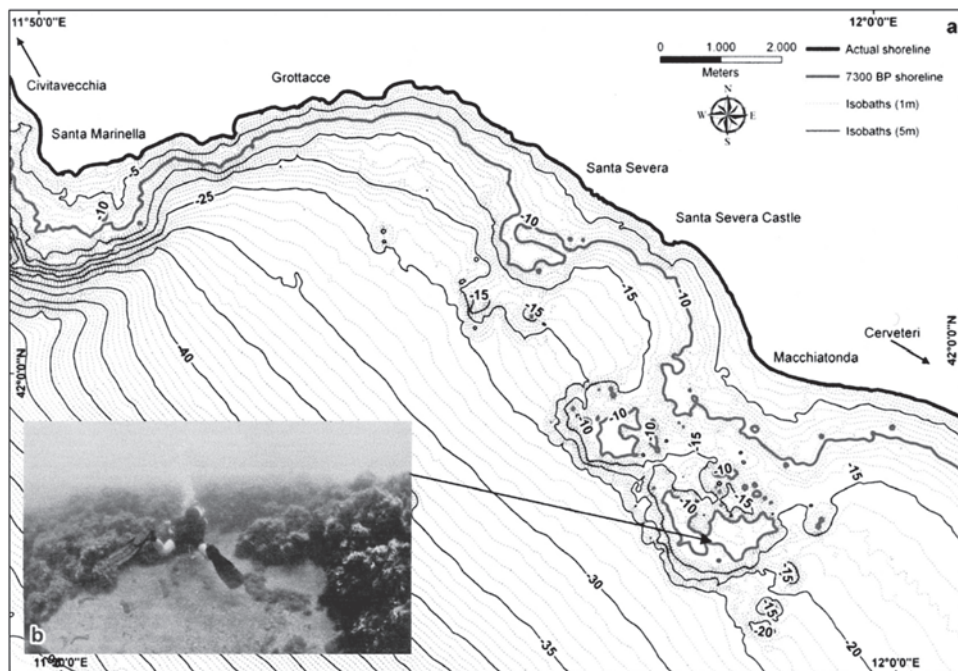 11°50'0"E
12°0'0"E
a
0 1.000 2.000
Meters
N
W E
S
Actual shoreline
7300 BP shoreline
Isobaths (1m)
Isobaths (5m)
Civitavecchia
Grottacce
Santa Marinella
Santa Severa
Santa Severa Castle
Cerveteri
Macchiatonda
42°0'0"N
42°0'0"N
-5
-10
-25
-10
-15
-15
-15
-10
-40
-10
-10
-10
-15
-10
-15
-10
-15
-15
-15
-20
-30
-35
-20
b
12°0'0"E